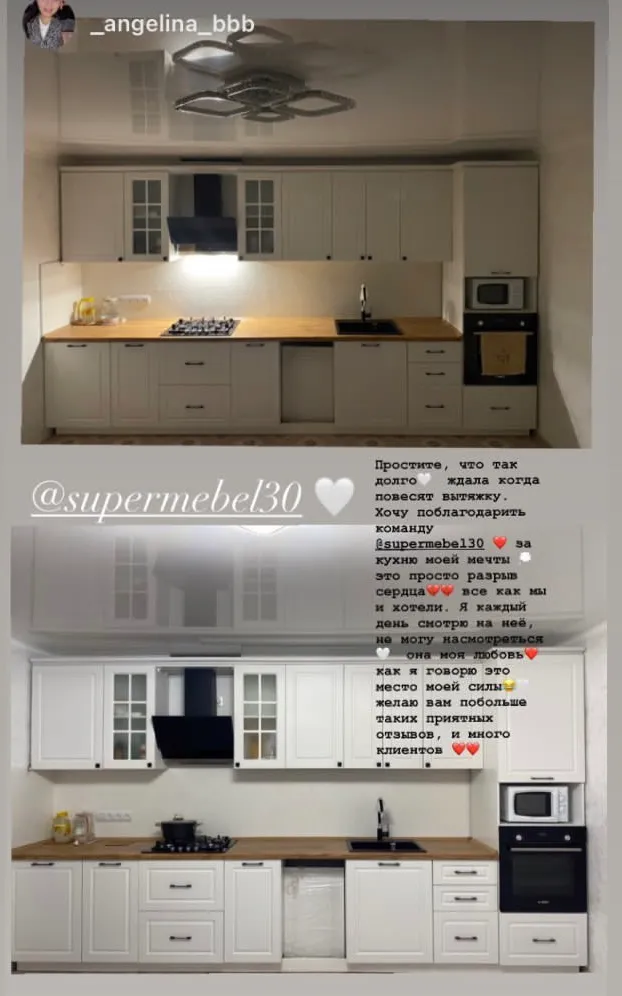 _angelina_bbb
@supermebel30 🤍
Простите, что так
долго🤍 ждала когда
повесят вытяжку.
Хочу поблагодарить
команду
@supermebel30 ❤️ за
кухню моей мечты 💭
это просто разрыв
сердца❤️❤️ все как мы
и хотели. Я каждый
день смотрю на неё,
не могу насмотреться
🤍 она моя любовь❤️
как я говорю это
место моей силы😂🤍
желаю вам побольше
таких приятных
отзывов, и много
клиентов ❤️❤️